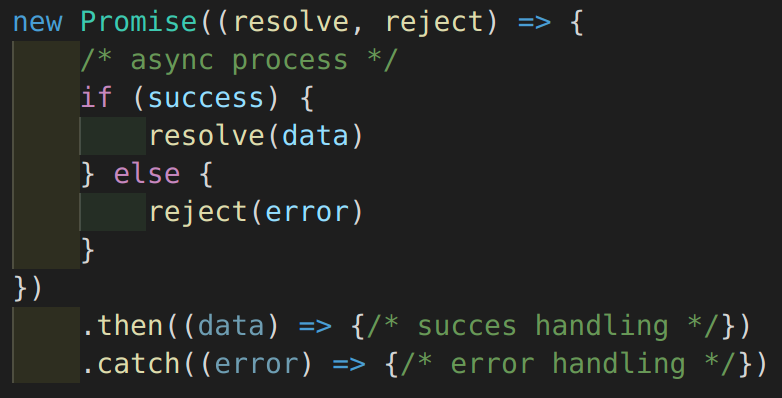 new Promise((resolve, reject) => {
    /* async process */
    if (success) {
        resolve(data)
    } else {
        reject(error)
    }
})
    .then((data) => {/* succes handling */})
    .catch((error) => {/* error handling */})